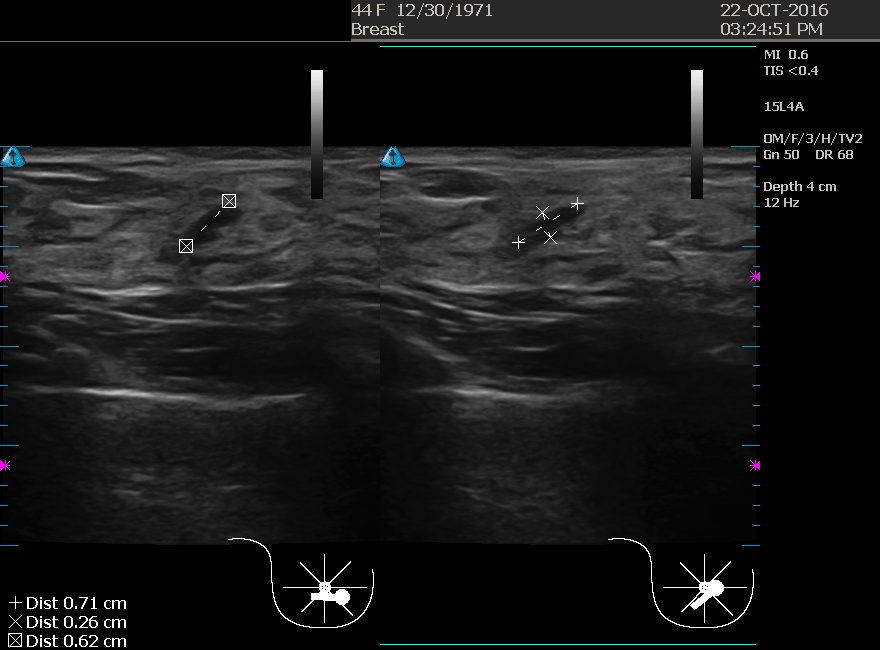 44 F 12/30/1971
Breast
22-OCT-2016
03:24:51 PM
MI 0.6
TIS <0.4
15L4A
OM/F/3/H/TV2
Gn 50 DR 68
Depth 4 cm
12 Hz
Dist 0.71 cm
Dist 0.26 cm
Dist 0.62 cm